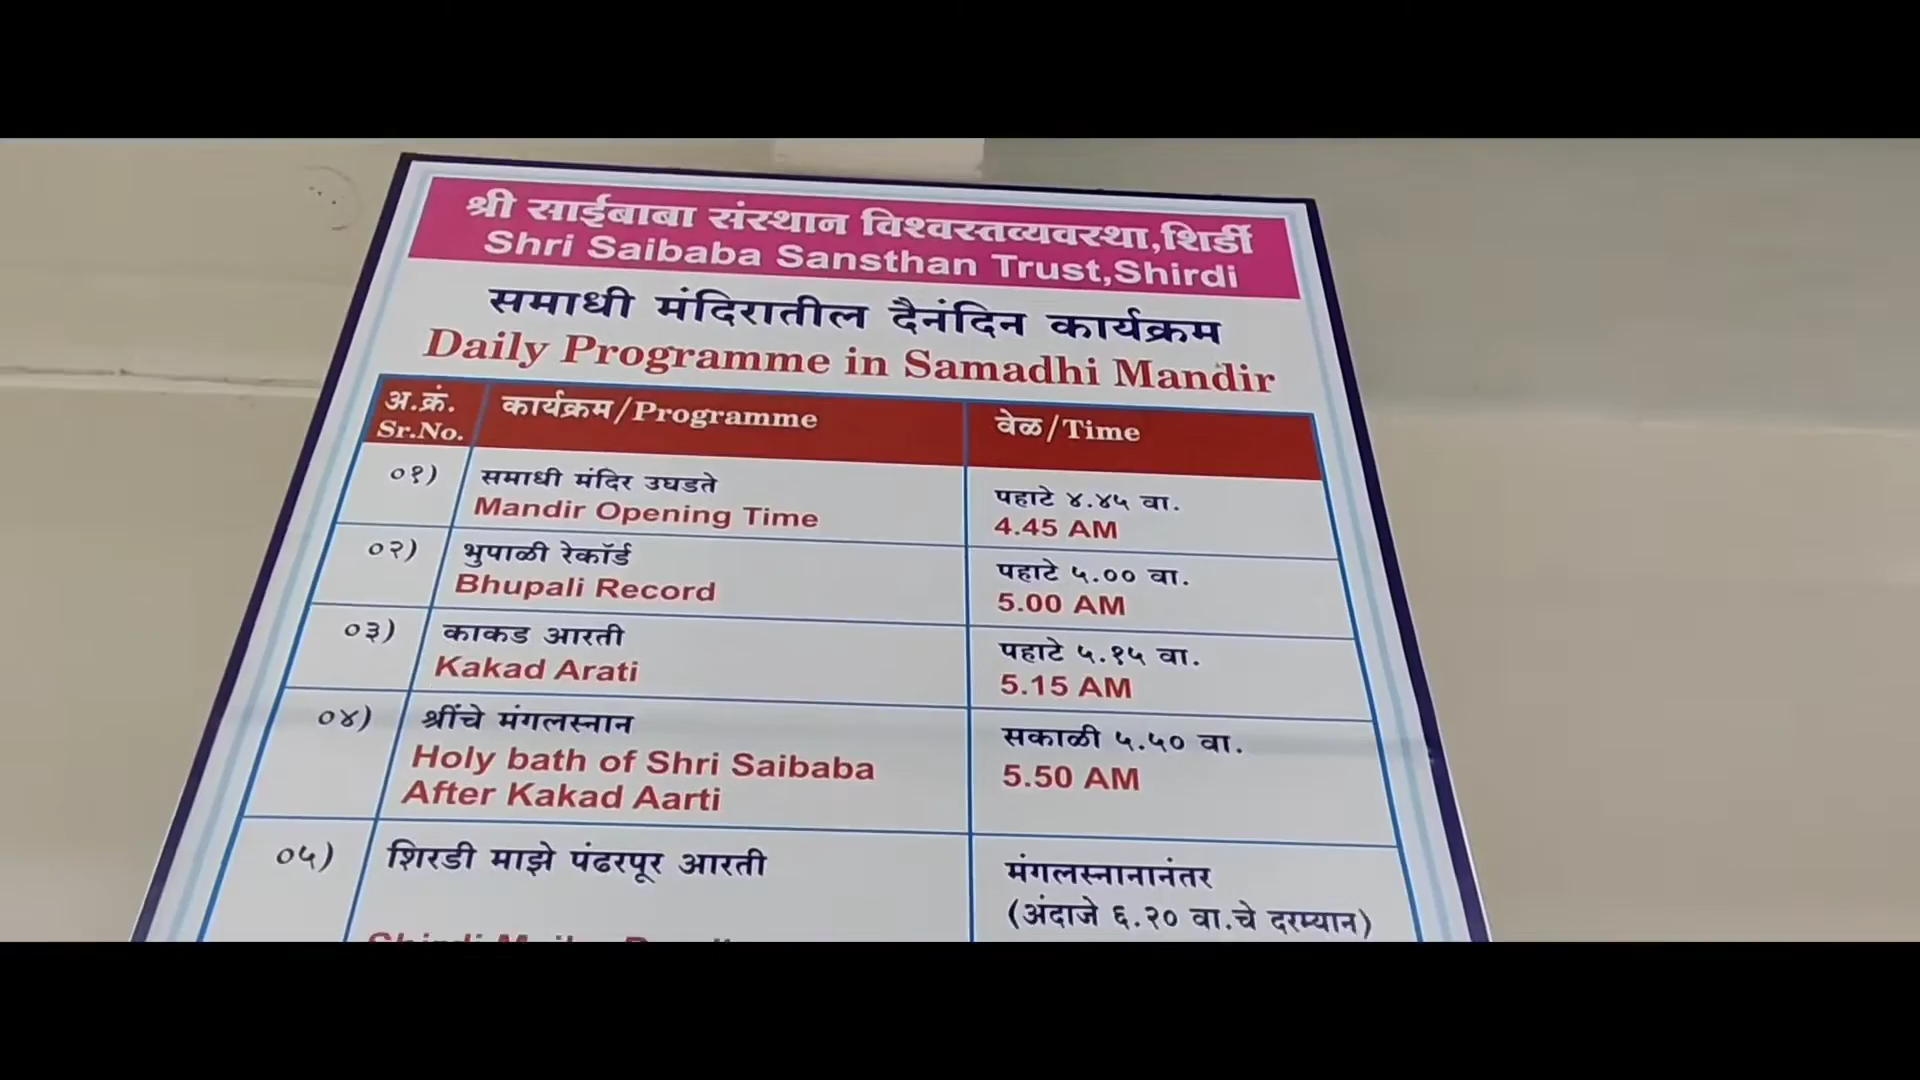 श्री साईबाबा संस्थान विश्वस्तव्यवस्था,शिर्डी
Shri Saibaba Sansthan Trust,Shirdi
समाधी मंदिरातील दैनंदिन कार्यक्रम
Daily Programme in Samadhi Mandir
अ.क्रं. कार्यक्रम/Programme वेळ/Time
Sr.No.
०१) समाधी मंदिर उघडते पहाटे ४.४५ वा.
Mandir Opening Time 4.45 AM
०२) भुपाळी रेकॉर्ड पहाटे ५.०० वा.
Bhupali Record 5.00 AM
०३) काकड आरती पहाटे ५.१५ वा.
Kakad Arati 5.15 AM
०४) श्रींचे मंगलस्नान सकाळी ५.५० वा.
Holy bath of Shri Saibaba 5.50 AM
After Kakad Aarti
०५) शिरडी माझे पंढरपूर आरती मंगलस्नानानंतर
(अंदाजे ६.२० वा.चे दरम्यान)